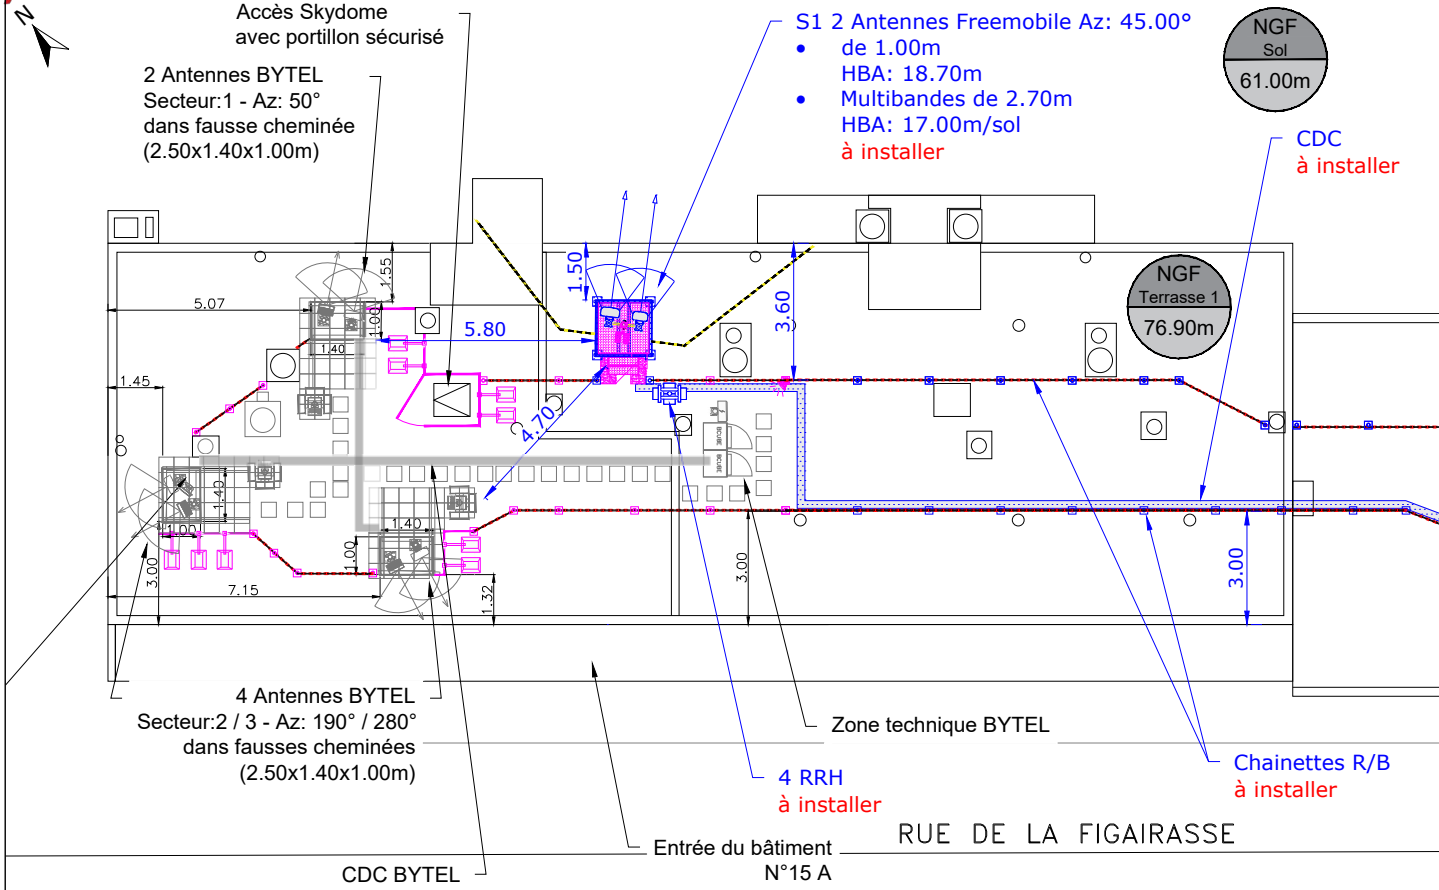 N
Accès Skydome
avec portillon sécurisé
2 Antennes BYTEL
Secteur:1 - Az: 50°
dans fausse cheminée
(2.50x1.40x1.00m)
S1 2 Antennes Freemobile Az: 45.00°
• de 1.00m
HBA: 18.70m
• Multibandes de 2.70m
HBA: 17.00m/sol
à installer
NGF
Sol
61.00m
CDC
à installer
NGF
Terrasse 1
76.90m
1.55
1.50
3.60
5.07
1.00
5.80
1.40
1.45
4.70
BCUBE
BCUBE
1.40
1.00
1.40
1.00
3.00
7.15
1.32
3.00
3.00
4 Antennes BYTEL
Secteur:2 / 3 - Az: 190° / 280°
dans fausses cheminées
(2.50x1.40x1.00m)
Zone technique BYTEL
4 RRH
à installer
Chainettes R/B
à installer
RUE DE LA FIGAIRASSE
Entrée du bâtiment
N°15 A
CDC BYTEL